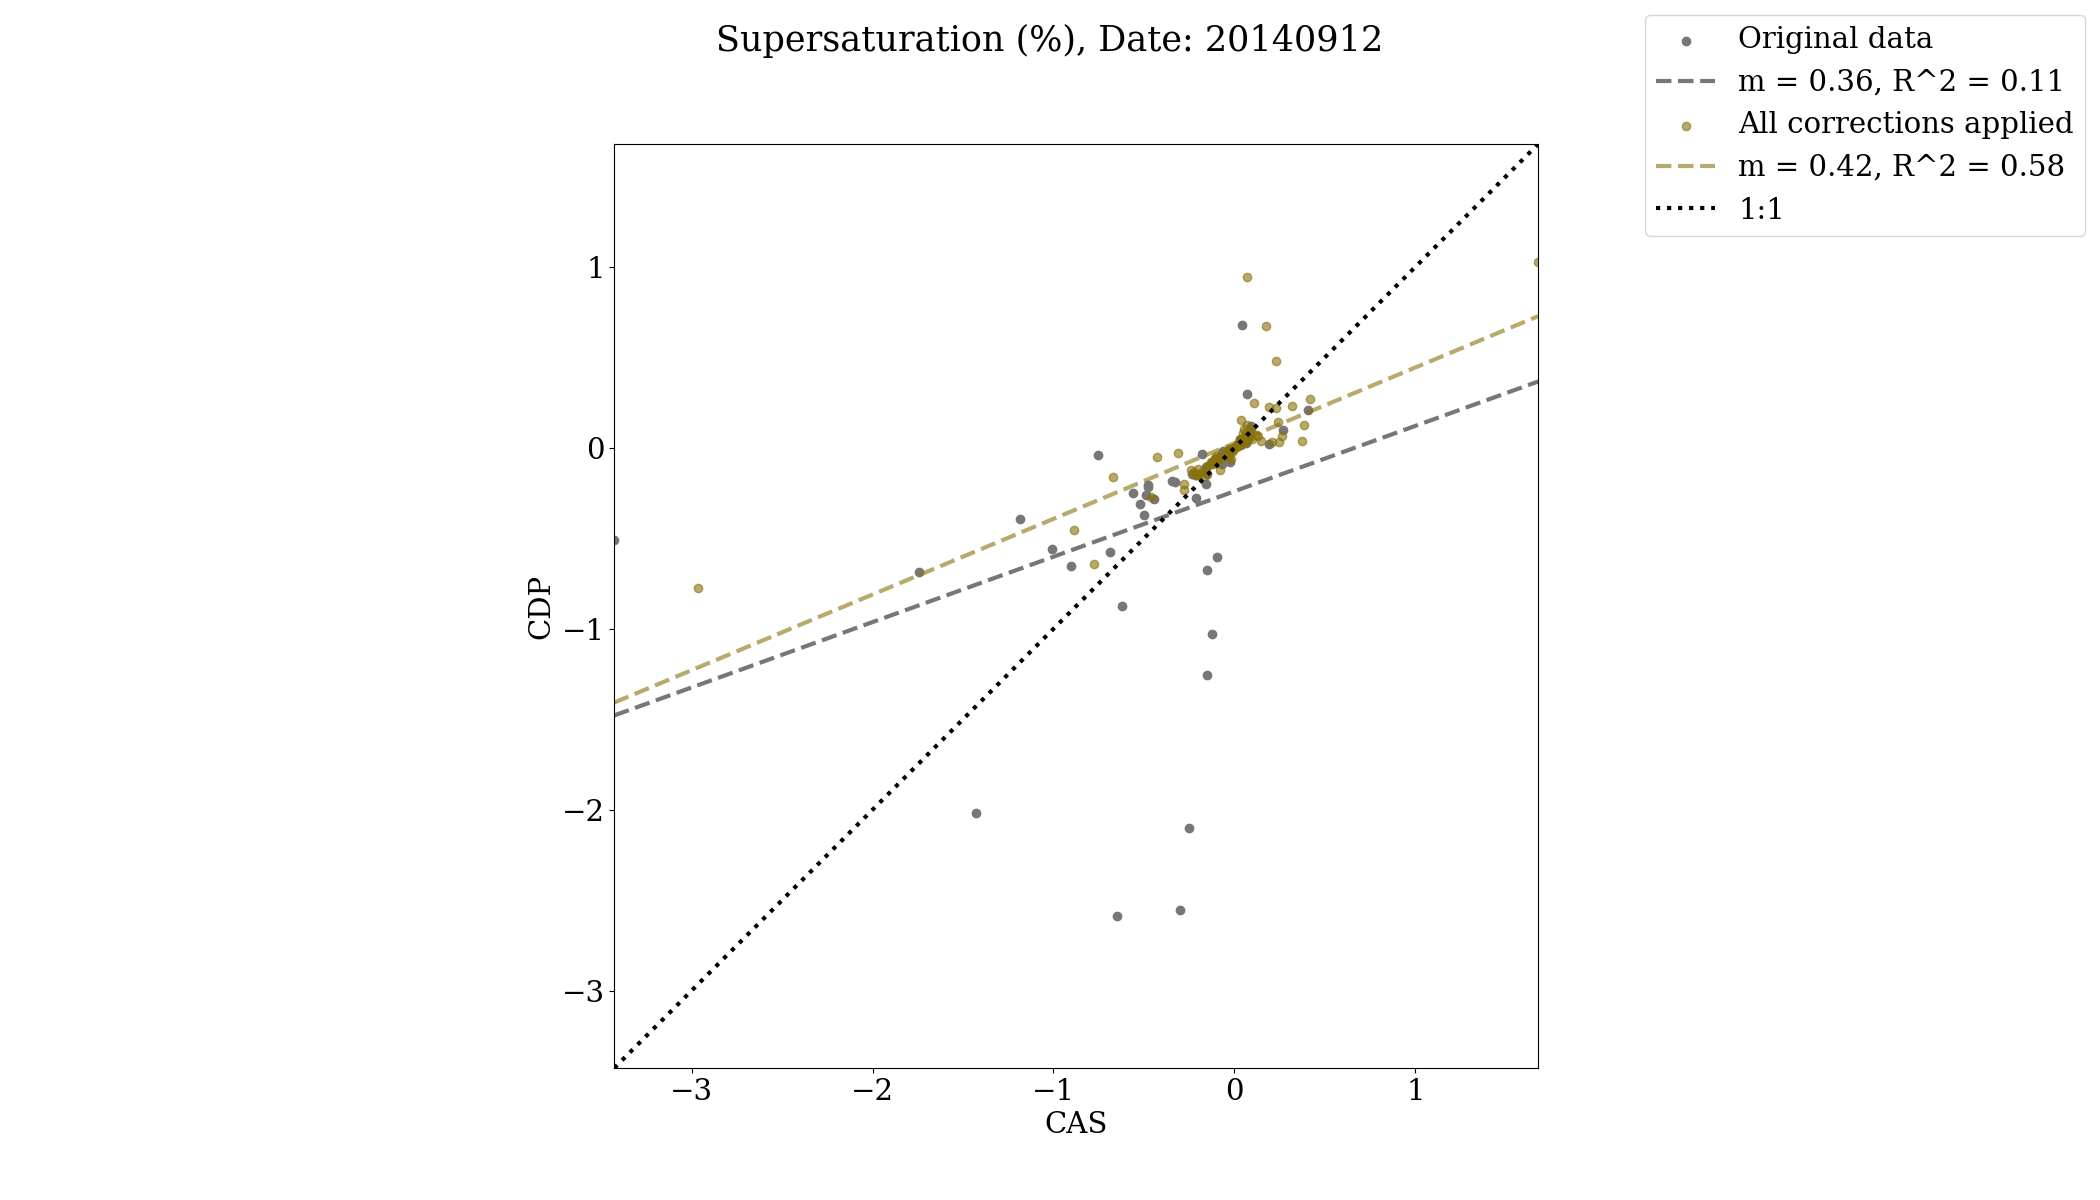 Supersaturation (%), Date: 20140912
Original data
m = 0.36, R^2 = 0.11
All corrections applied
m = 0.42, R^2 = 0.58
1:1
CDP
1
0
−1
−2
−3
−3
−2
−1
0
1
CAS